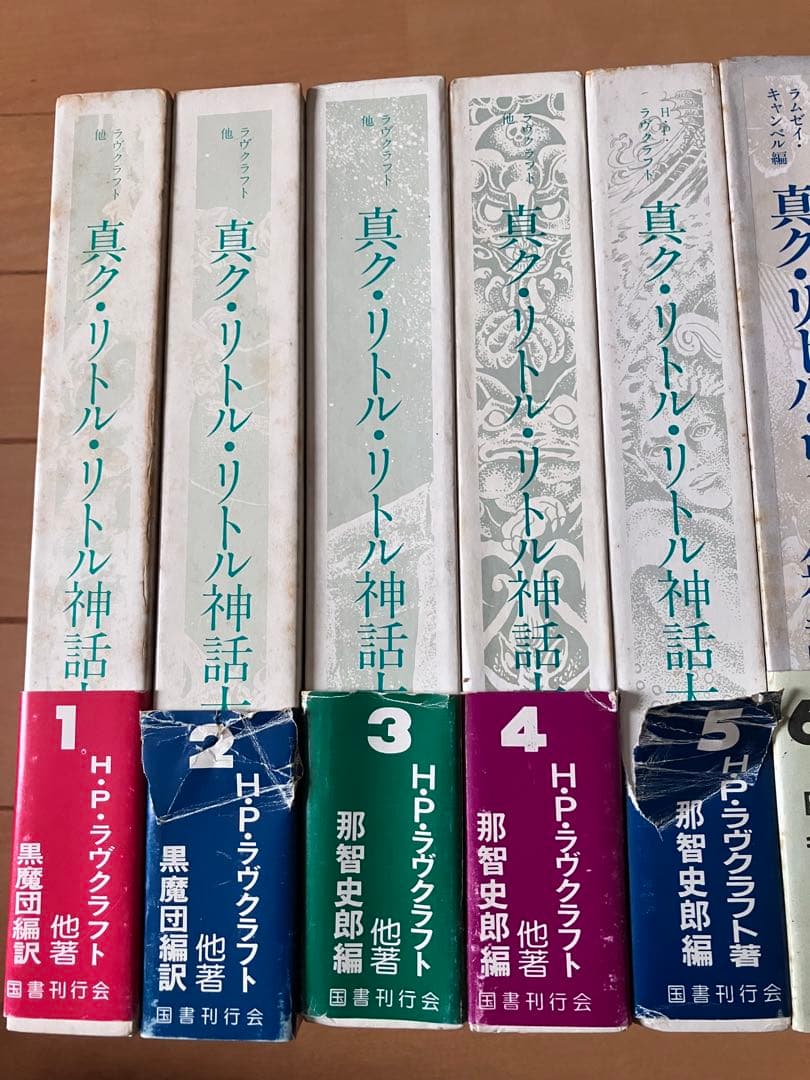 ラヴクラフト
他
真ク・リトル・リトル神話
1
H・P・ラヴクラフト
他著
黒魔団編訳
国書刊行会
ラヴクラフト
他
真ク・リトル・リトル神話大
2
H・P・ラヴクラフト
他著
黒魔団編訳
国書刊行会
ラヴクラフト
他
真ク・リトル・リトル神話大
3
H・P・ラヴクラフト
他著
那智史郎編
国書刊行会
ラヴクラフト
他
真ク・リトル・リトル神話大
4
H・P・ラヴクラフト
他著
那智史郎編
国書刊行会
H・P・
ラヴクラフト
真ク・リトル・リトル神話大
5
H・P・ラヴクラフト著
那智史郎編
国書刊行会
ラムゼイ・
キャンベル編
真ク・リ
6